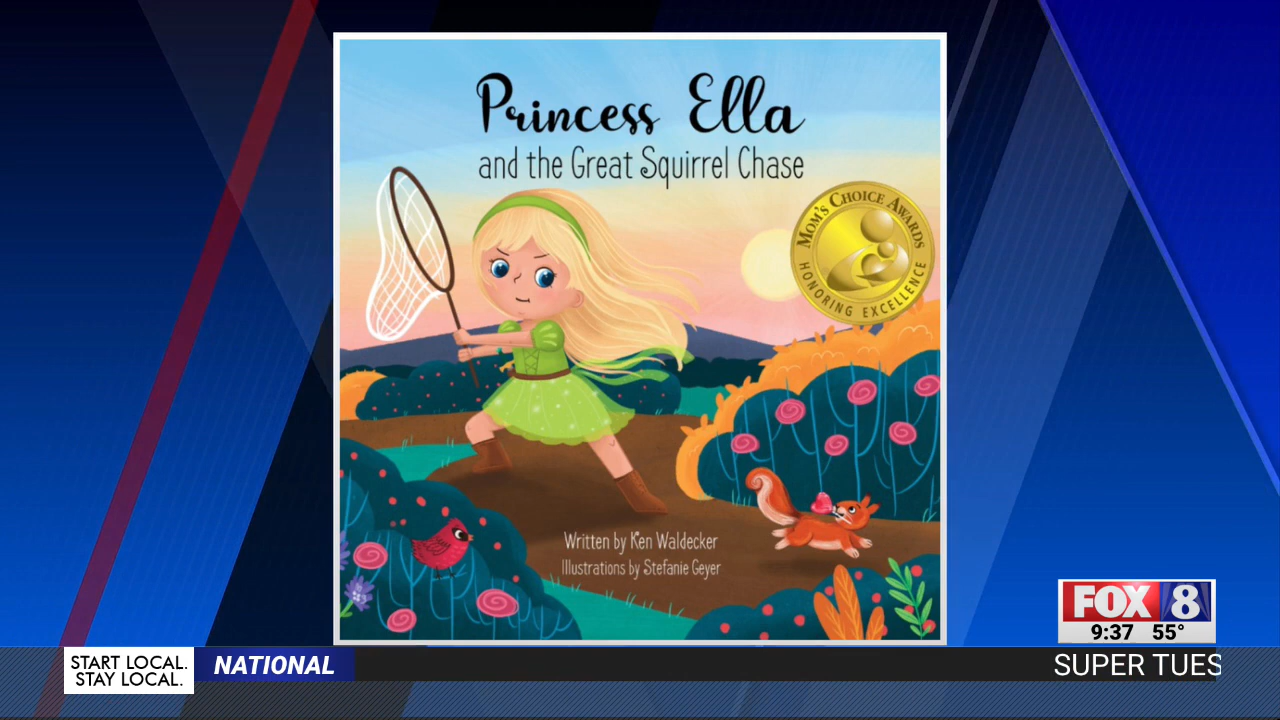 Princess Ella
and the Great Squirrel Chase
MOM'S CHOICE AWARDS
HONORING EXCELLENCE
Written by Ken Waldecker
Illustrations by Stefanie Geyer
FOX 8
9:37 55°
START LOCAL.
STAY LOCAL.
NATIONAL
SUPER TUES